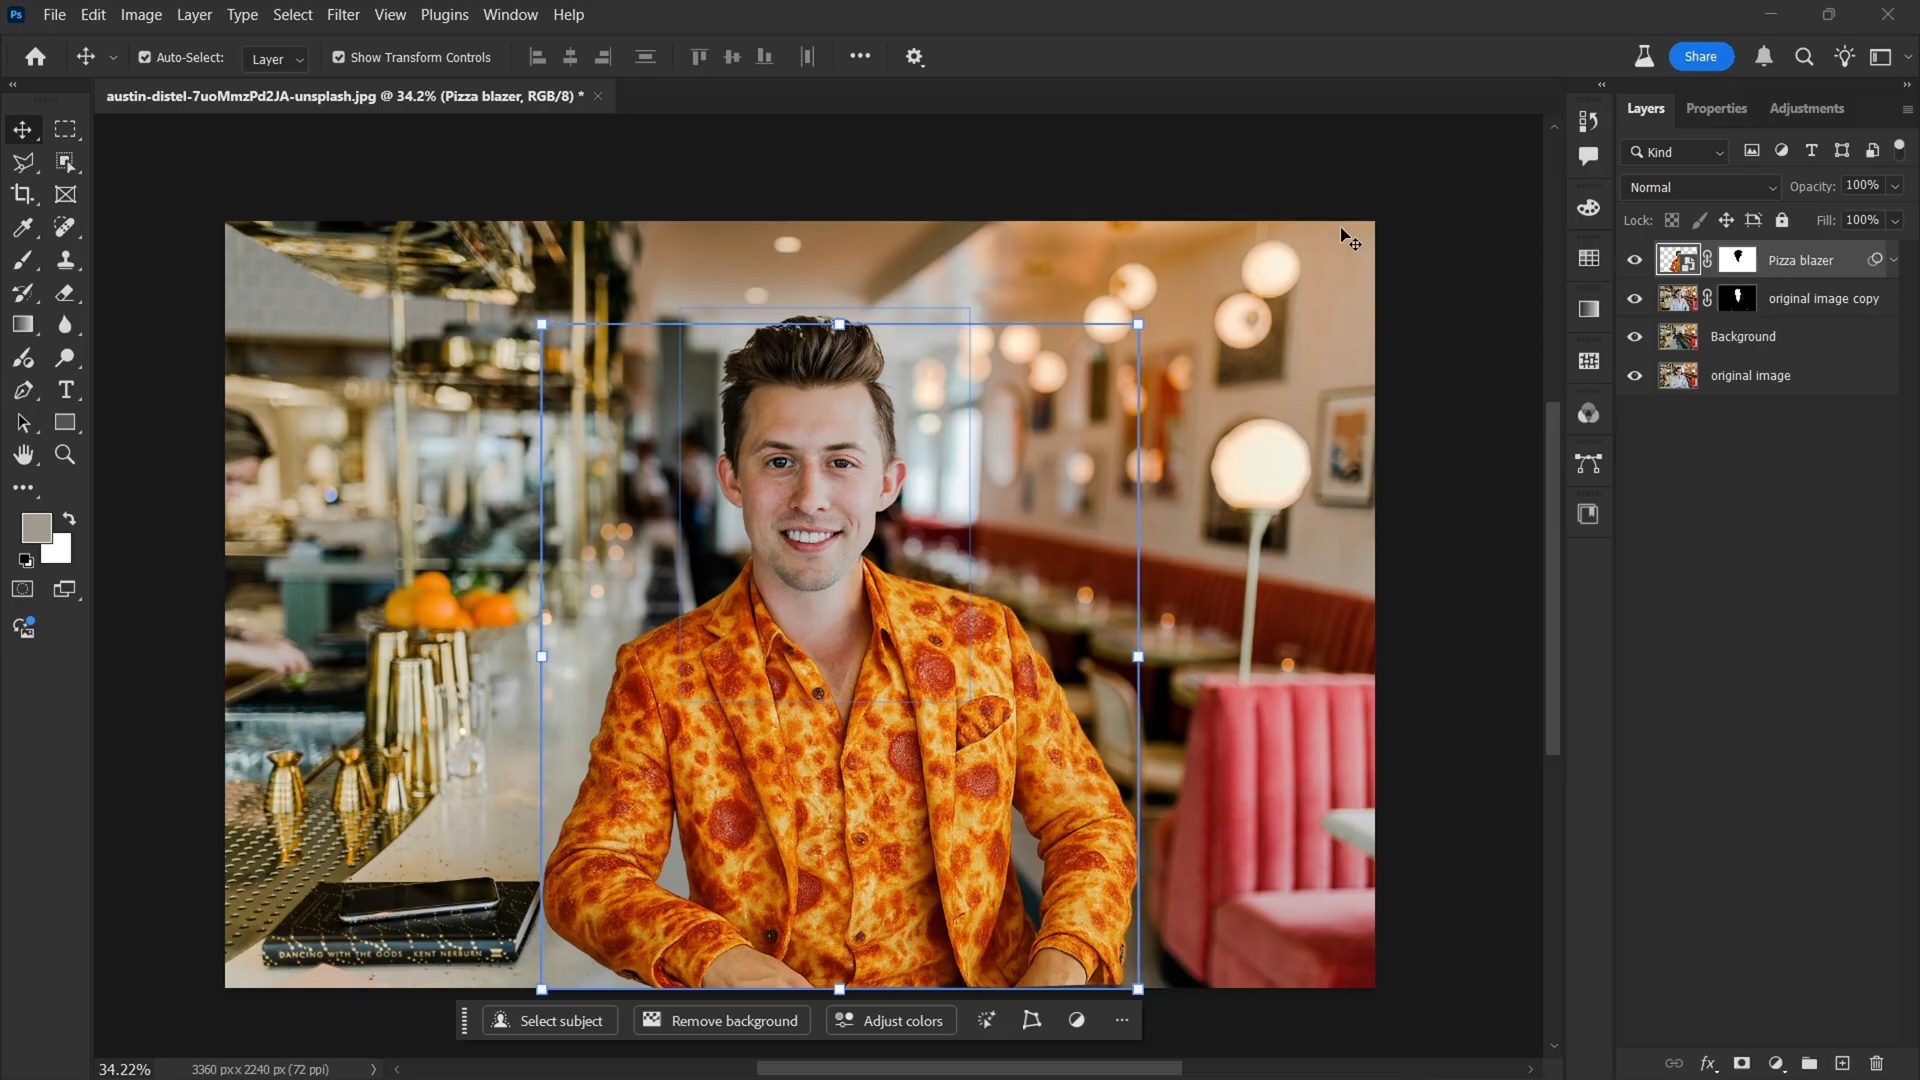 Ps File Edit Image Layer Type Select Filter View Plugins Window Help
Auto-Select: Layer Show Transform Controls Share
austin-distel-7uoMmzPd2JA-unsplash.jpg @ 34.2% (Pizza blazer, RGB/8) *
Layers Properties Adjustments
Kind
Normal Opacity: 100%
Lock: Fill: 100%
Pizza blazer
original image copy
Background
original image
DANCING WITH THE GODS KENT NERBURN
Select subject Remove background Adjust colors
34.22% 3360 px x 2240 px (72 ppi)